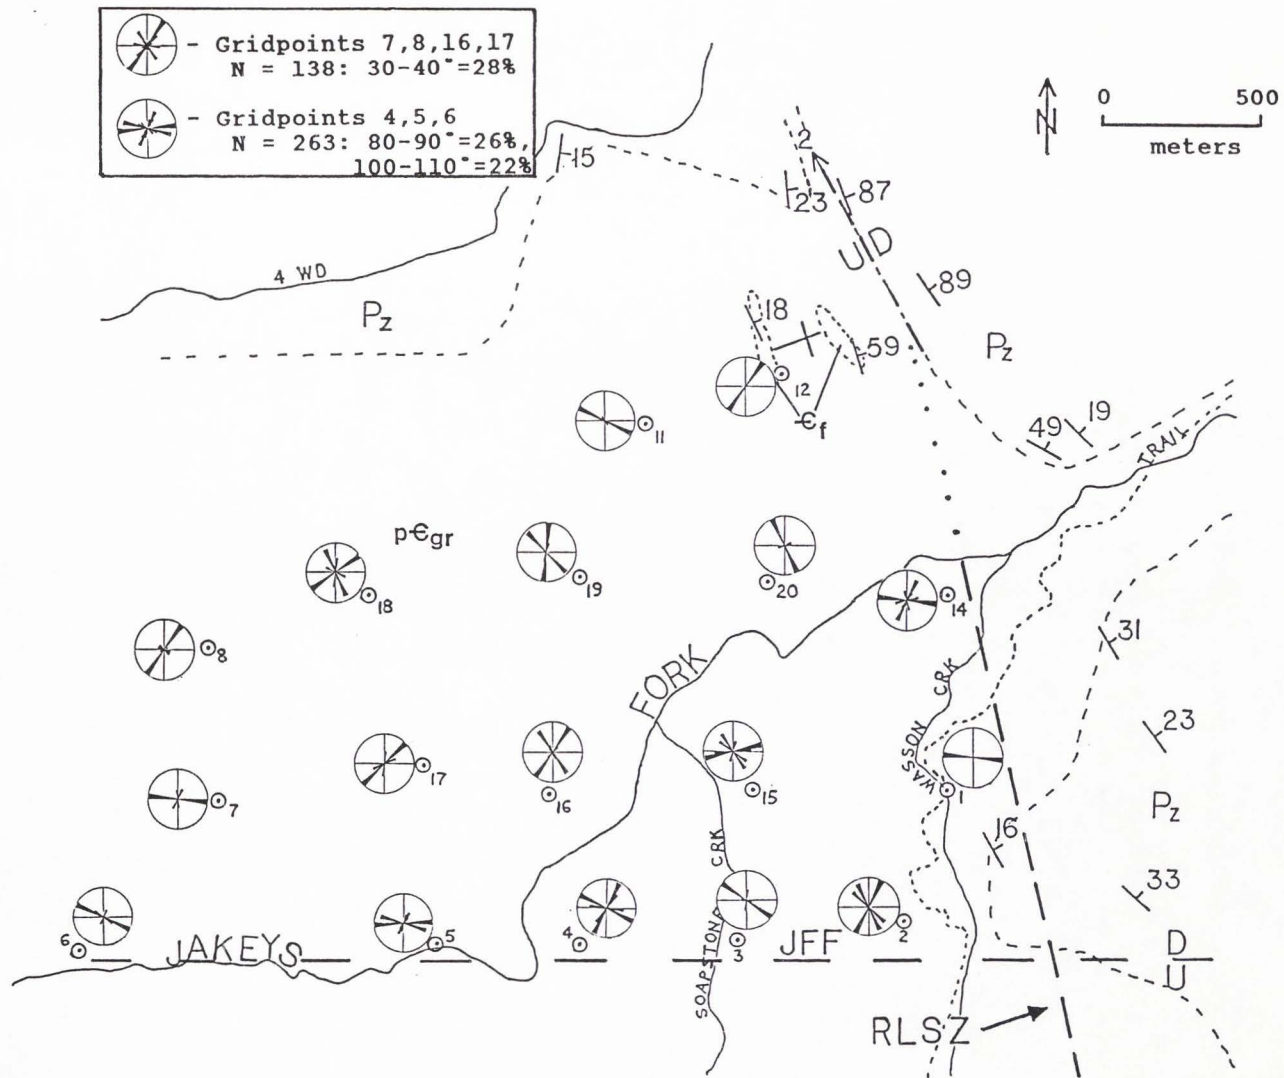 - Gridpoints 7,8,16,17
N = 138: 30-40°=28%
- Gridpoints 4,5,6
N = 263: 80-90°=26%,
100-110°=22%
N
0 500
meters
15
2
23
87
U D
89
4 WD
Pz
18
59
Pz
12
Єf
11
49
19
TRAIL
p-Єgr
18
19
20
14
8
31
FORK
WASSON CRK
23
17
16
15
1
7
Pz
16
SOAPSTONE CRK
33
6
JAKEYS
5
4
3
JFF
2
D
U
RLSZ